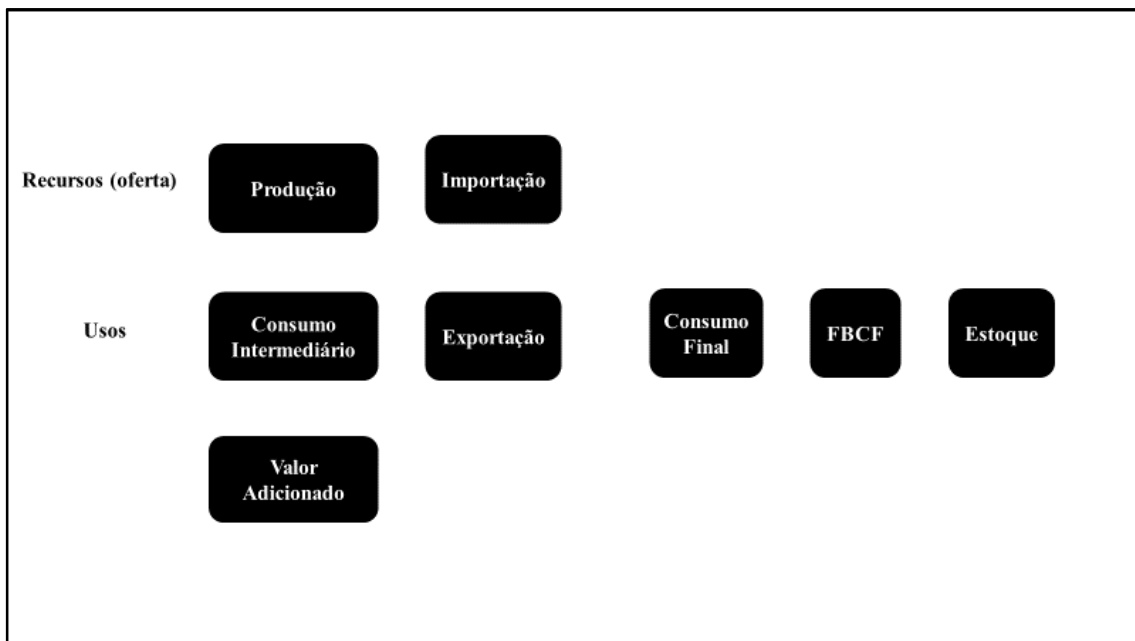 Recursos (oferta)
Produção
Importação
Usos
Consumo
Intermediário
Exportação
Consumo
Final
FBCF
Estoque
Valor
Adicionado